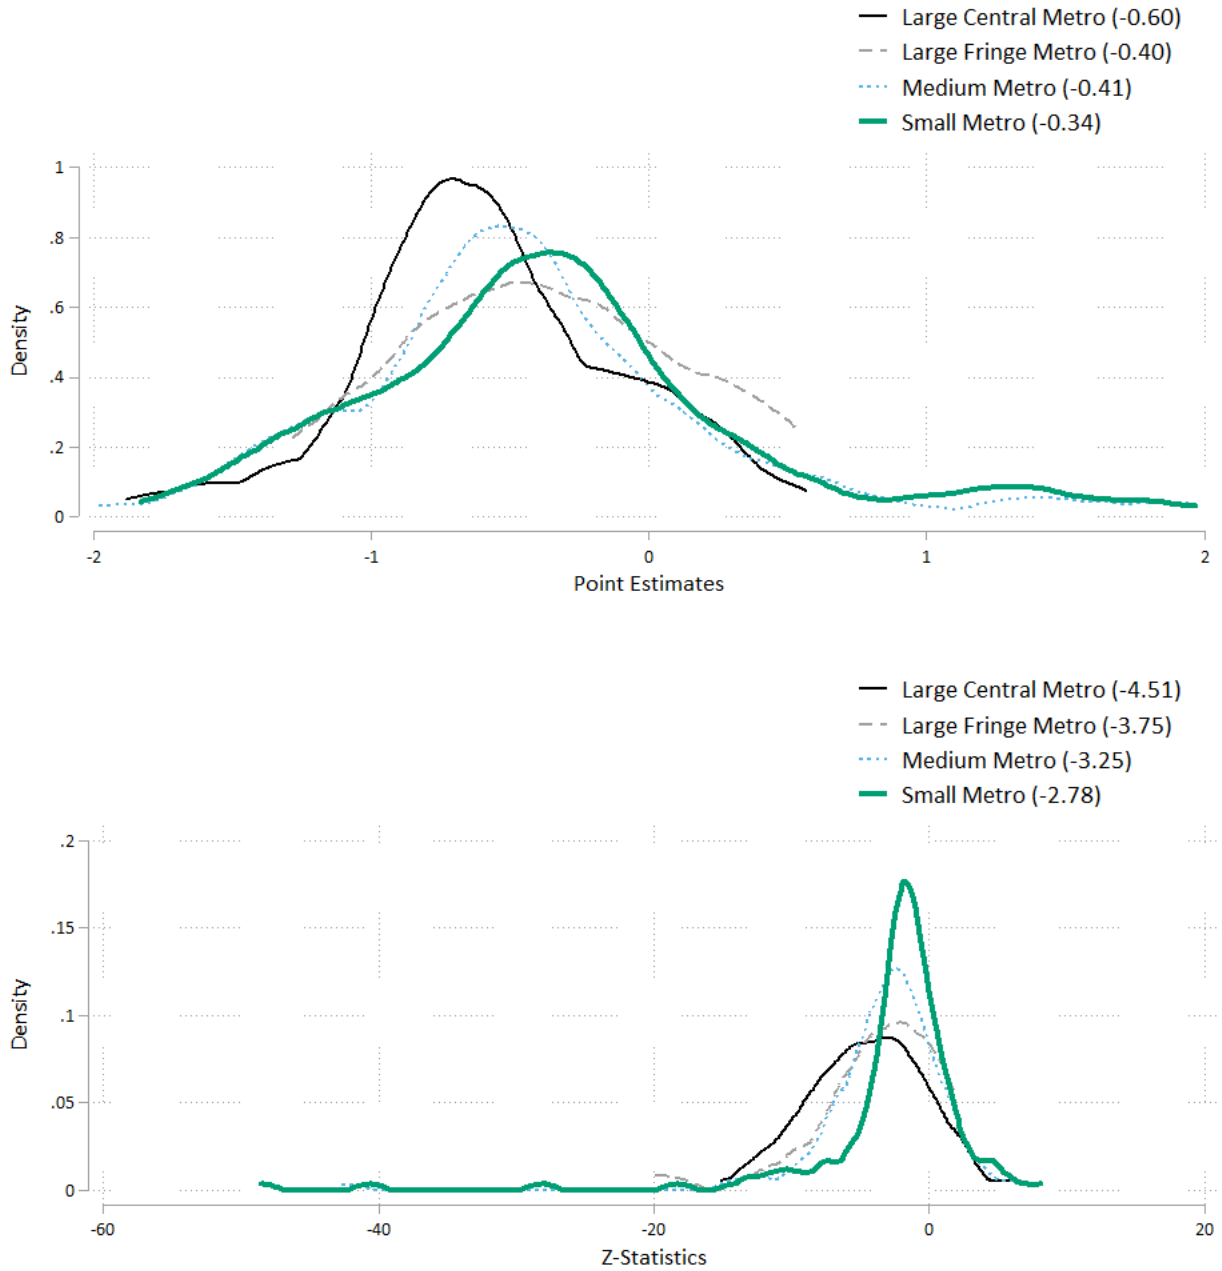 Large Central Metro (-0.60)
Large Fringe Metro (-0.40)
Medium Metro (-0.41)
Small Metro (-0.34)
1
.8
.6
.4
.2
0
Density
-2 -1 0 1 2
Point Estimates
Large Central Metro (-4.51)
Large Fringe Metro (-3.75)
Medium Metro (-3.25)
Small Metro (-2.78)
.2
.15
.1
.05
0
Density
-60 -40 -20 0 20
Z-Statistics